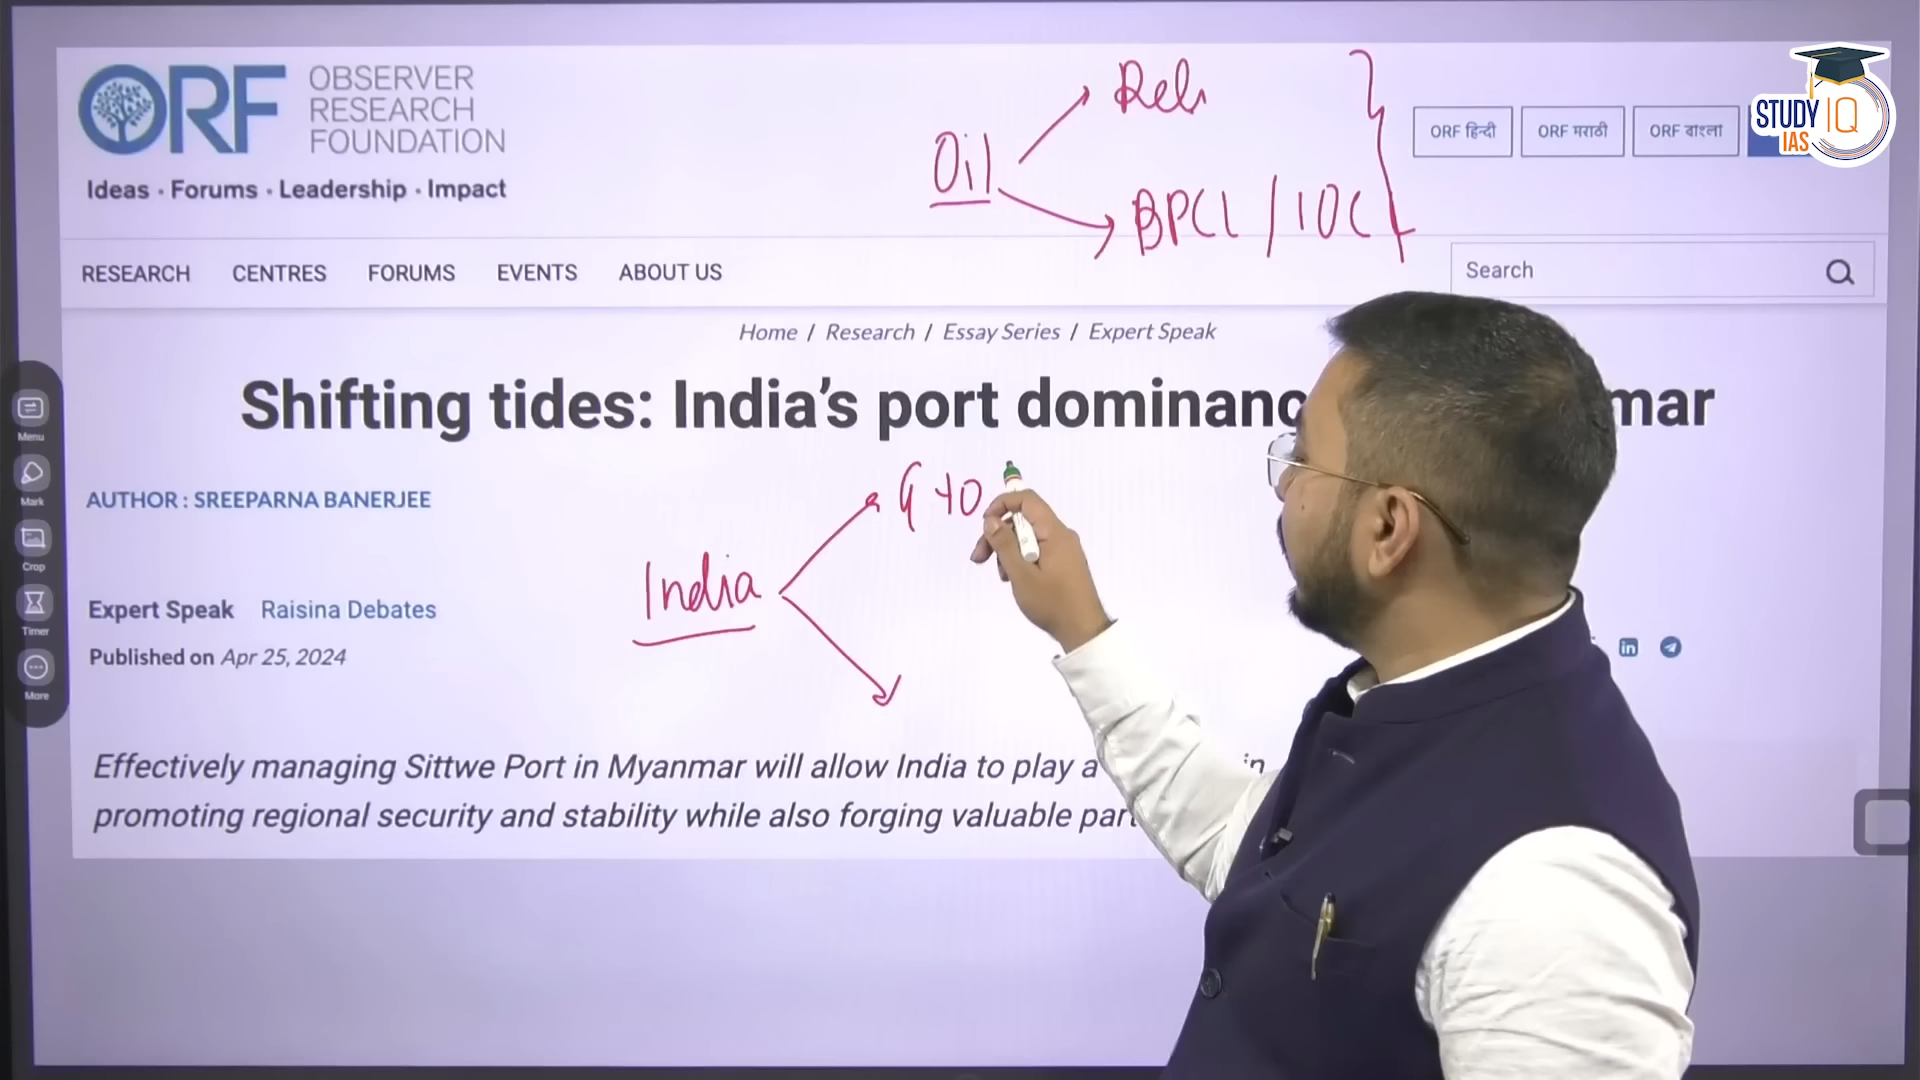 ORF OBSERVER
RESEARCH
FOUNDATION
Ideas · Forums · Leadership · Impact
Oil
Reli
BPCL / IOC
ORF हिन्दी
ORF मराठी
ORF বাংলা
STUDY IQ
IAS
RESEARCH CENTRES FORUMS EVENTS ABOUT US
Search
Home / Research / Essay Series / Expert Speak
Shifting tides: India's port dominanc mar
AUTHOR : SREEPARNA BANERJEE
India
Expert Speak Raisina Debates
Published on Apr 25, 2024
in
Effectively managing Sittwe Port in Myanmar will allow India to play a in
promoting regional security and stability while also forging valuable part
Menu
Mark
Crop
Timer
More